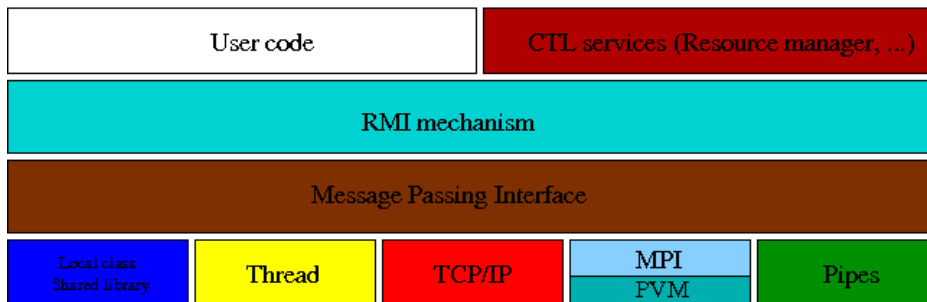 User code
CTL services (Resource manager, ...)
RMI mechanism
Message Passing Interface
Local class
Shared library
Thread
TCP/IP
MPI
PVM
Pipes